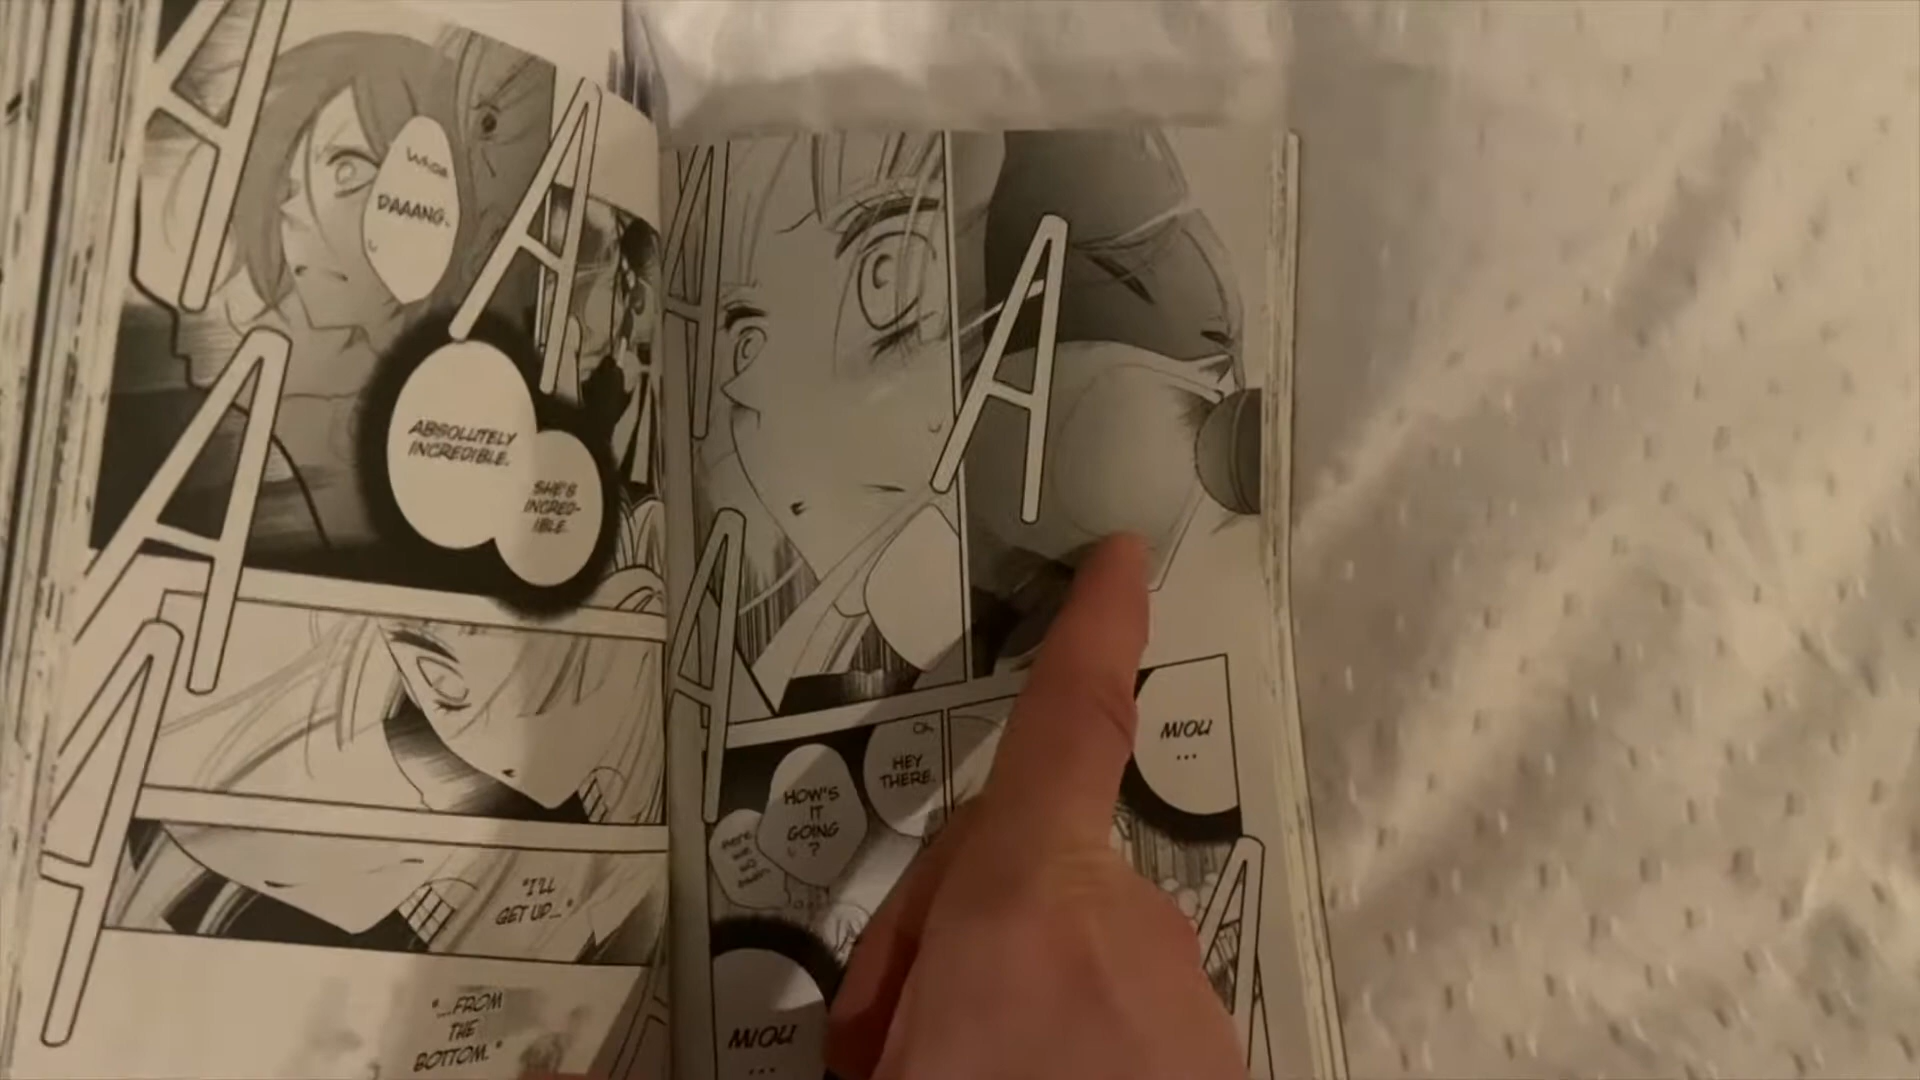 MIOU
...
Oh,
HEY
THERE.
HOW'S
IT
GOING
?
MIOU
...
DAAANG.
ABSOLUTELY
INCREDIBLE.
SHE'S
INCRED-
IBLE.
"I'LL
GET UP..."
"...FROM
THE
BOTTOM."
A
A
A
A
A
A
A
A
A